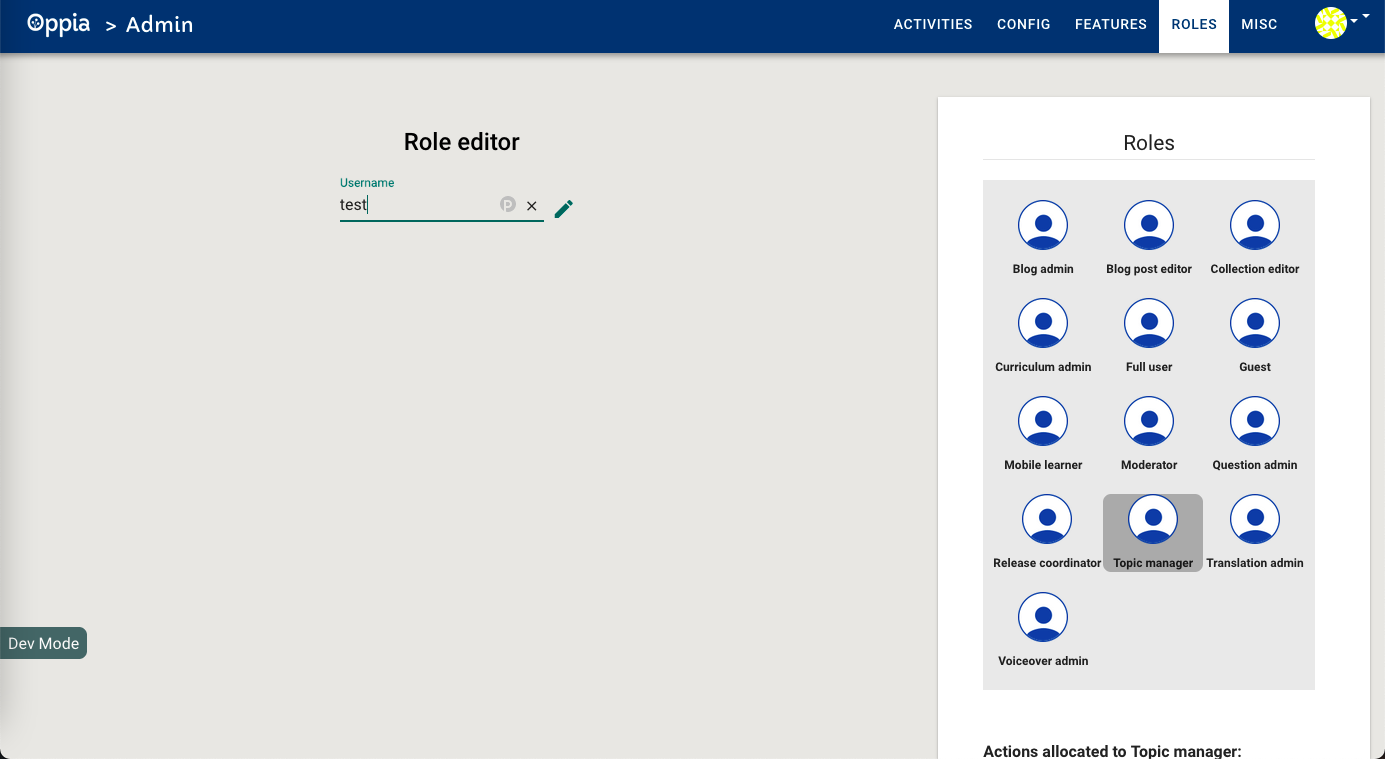 Oppia > Admin
ACTIVITIES CONFIG FEATURES ROLES MISC
Role editor
Username
test
Roles
Blog admin Blog post editor Collection editor
Curriculum admin Full user Guest
Mobile learner Moderator Question admin
Release coordinator Topic manager Translation admin
Voiceover admin
Dev Mode
Actions allocated to Topic manager: